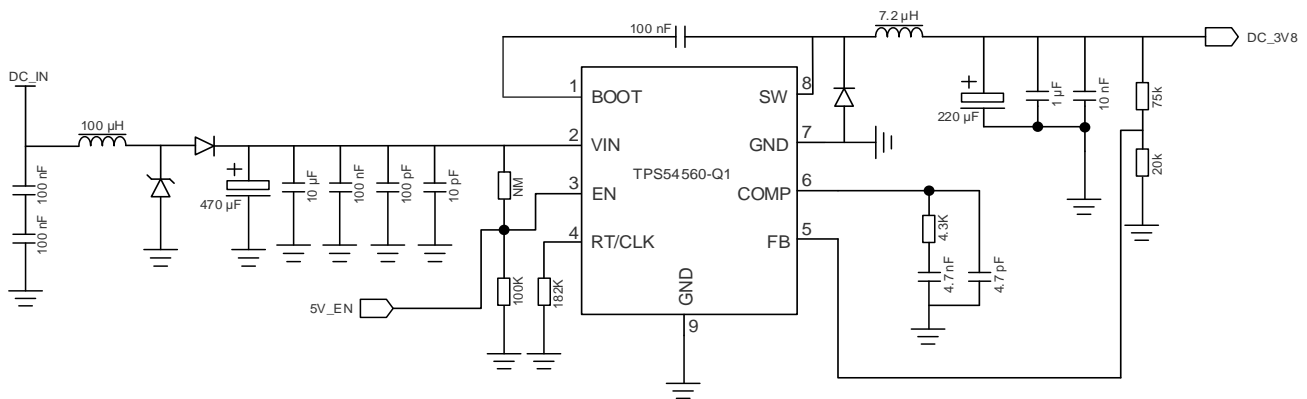 100 nF
7.2 µH
DC_3V8
DC_IN
100 µH
1
BOOT
SW
8
+
220 µF
1 µF
10 nF
75k
2
VIN
GND
7
TPS54560-Q1
20k
100 nF
100 nF
+
470 µF
10 µF
100 nF
100 pF
10 pF
NM
3
EN
COMP
6
4
RT/CLK
FB
5
4.3K
4.7 nF
4.7 pF
5V_EN
100K
182K
GND
9